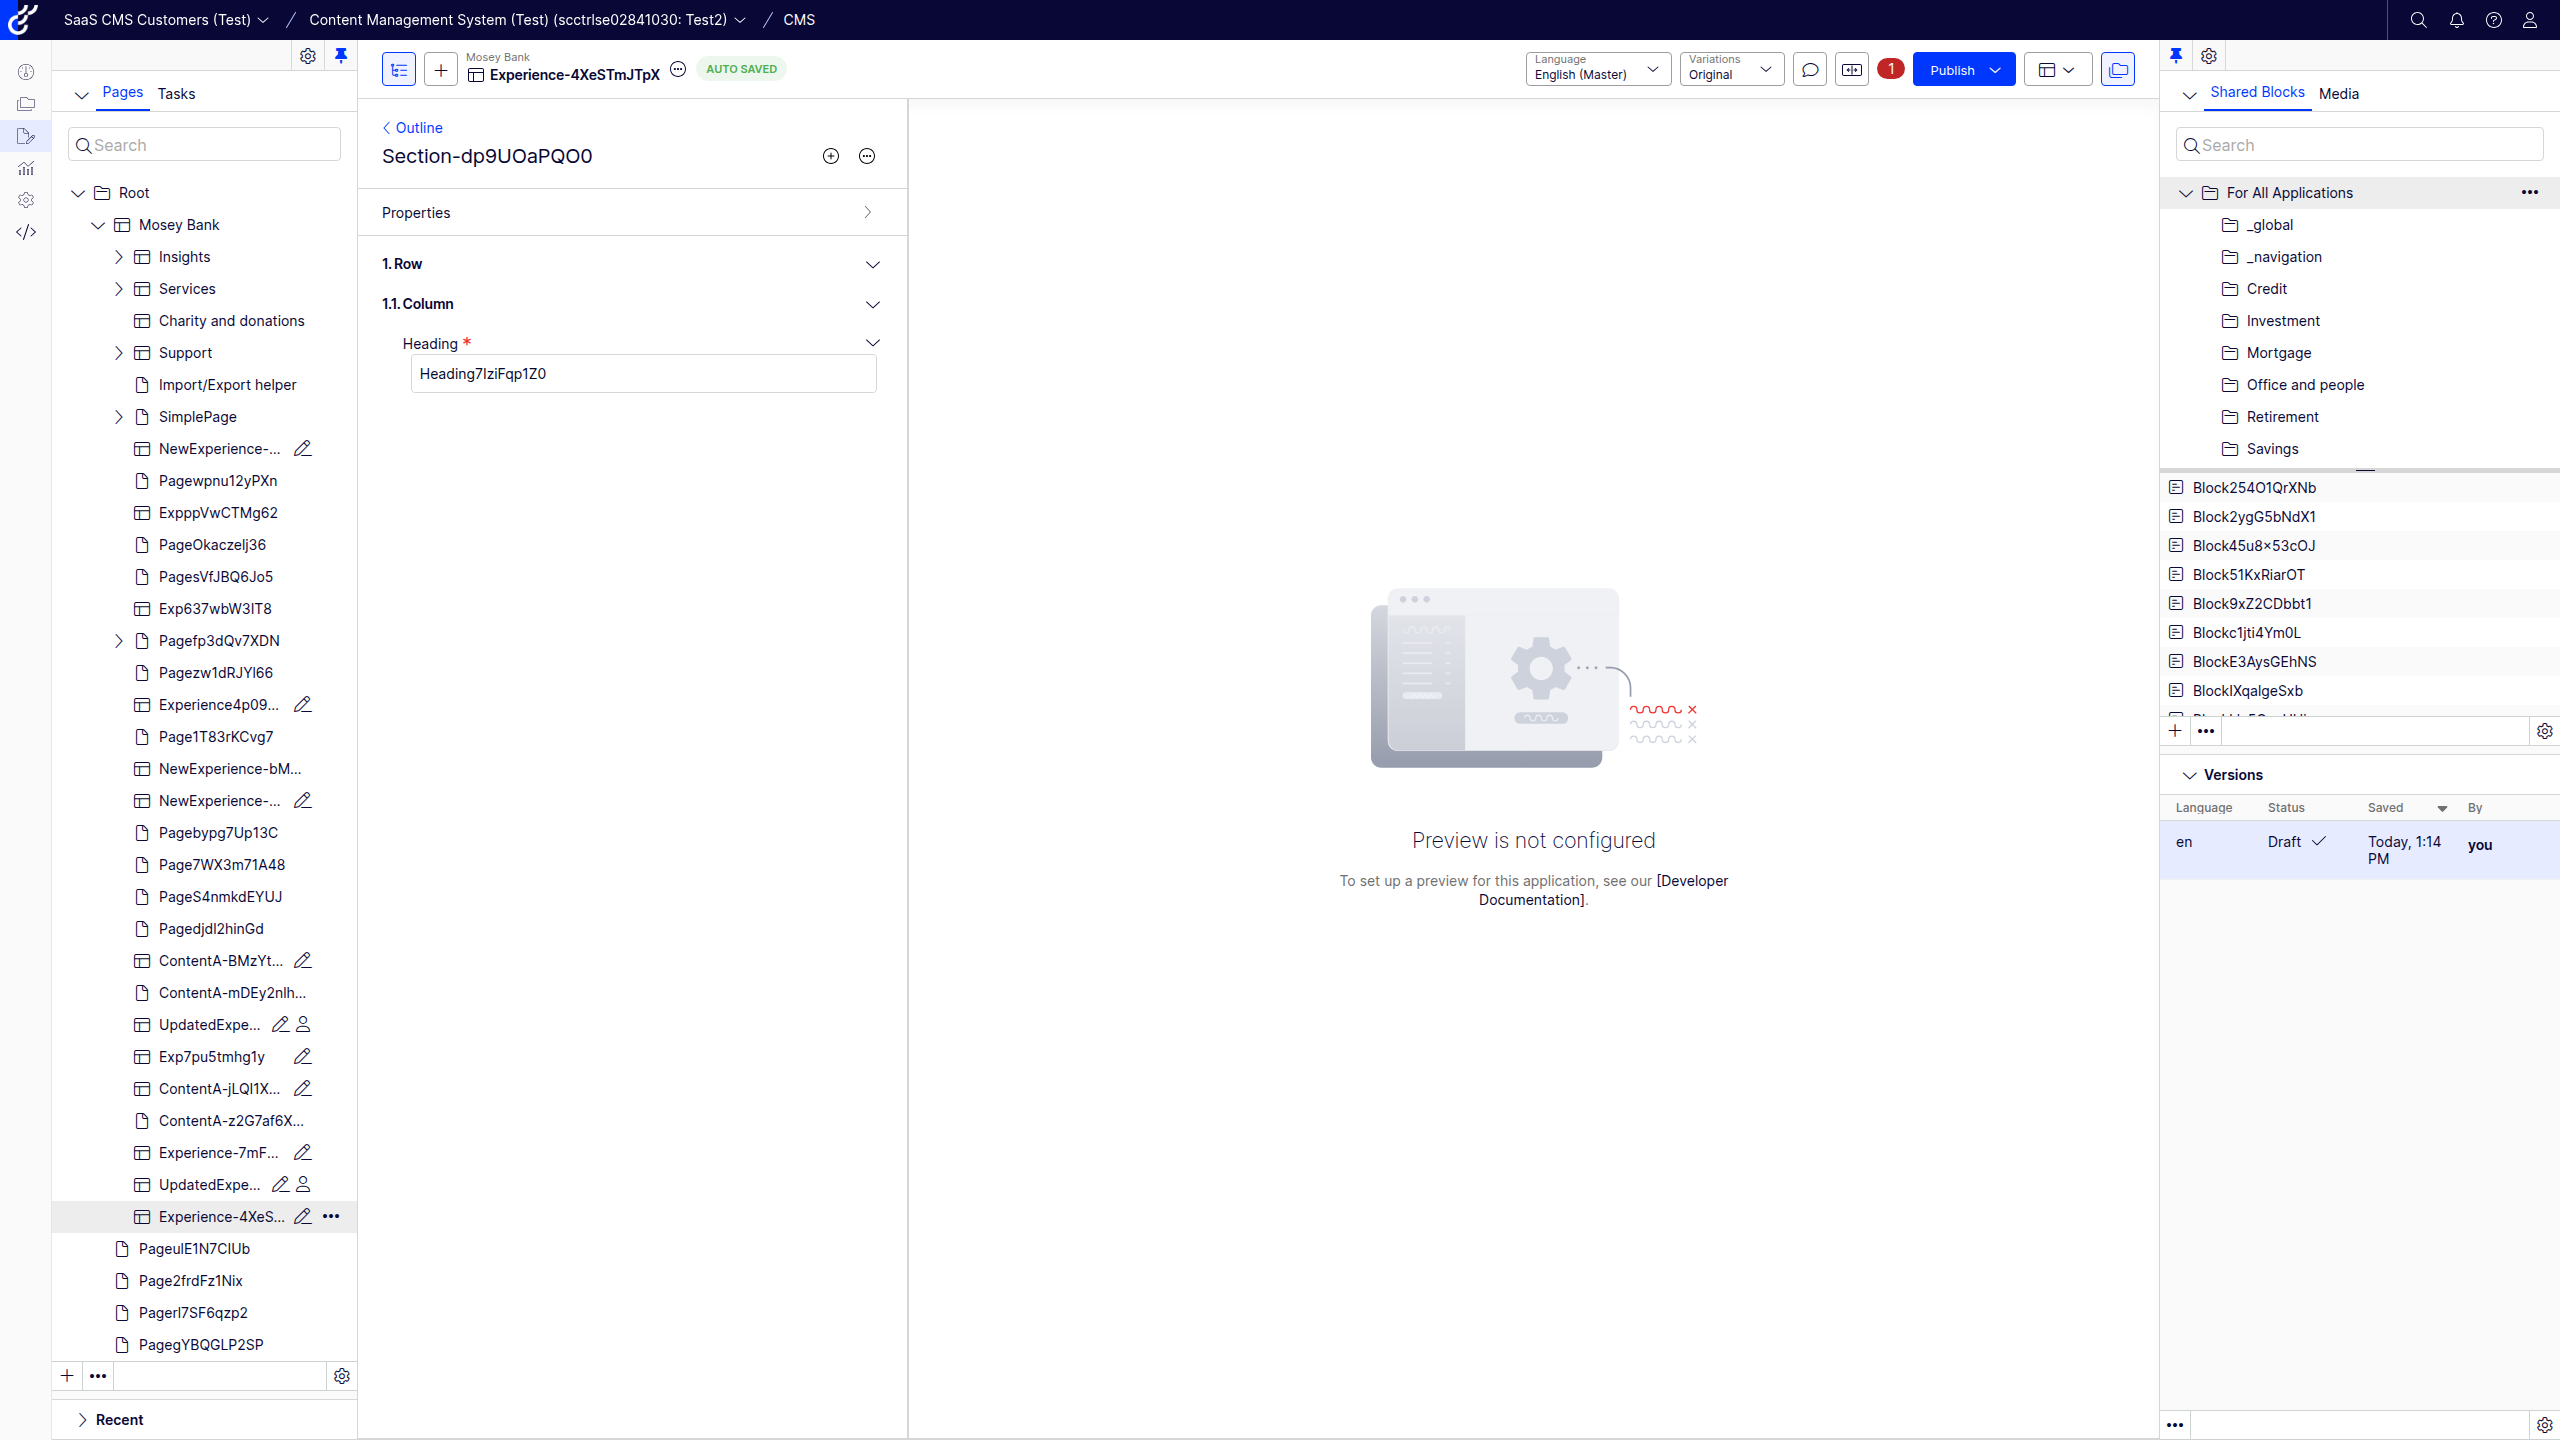 SaaS CMS Customers (Test)
Content Management System (Test) (scctrlse02841030: Test2)
CMS
Pages
Tasks
Search
Root
Mosey Bank
Insights
Services
Charity and donations
Support
Import/Export helper
SimplePage
NewExperience-...
Pagewpnu12yPXn
ExpppVwCTMg62
PageOkaczelj36
PagesVfJBQ6Jo5
Exp637wbW3IT8
Pagefp3dQv7XDN
Pagezw1dRJYl66
Experience4p09...
Page1T83rKCvg7
NewExperience-bM...
NewExperience-...
Pagebypg7Up13C
Page7WX3m71A48
PageS4nmkdEYUJ
Pagedjdl2hinGd
ContentA-BMzYt...
ContentA-mDEy2nlh...
UpdatedExpe...
Exp7pu5tmhg1y
ContentA-jLQI1X...
ContentA-z2G7af6X...
Experience-7mF...
UpdatedExpe...
Experience-4XeS...
PageulE1N7CIUb
Page2frdFz1Nix
Pagerl7SF6qzp2
PagegYBQGLP2SP
Recent
Mosey Bank
Experience-4XeSTmJTpX
AUTO SAVED
Language
English (Master)
Variations
Original
1
Publish
Outline
Section-dp9UOaPQO0
Properties
1. Row
1.1. Column
Heading *
Heading7IziFqp1Z0
Preview is not configured
To set up a preview for this application, see our [Developer
Documentation].
Shared Blocks
Media
Search
For All Applications
_global
_navigation
Credit
Investment
Mortgage
Office and people
Retirement
Savings
Block254O1QrXNb
Block2ygG5bNdX1
Block45u8x53cOJ
Block51KxRiarOT
Block9xZ2CDbbt1
Blockc1jti4Ym0L
BlockE3AysGEhNS
BlockIXqalgeSxb
Versions
Language
Status
Saved
By
en
Draft
Today, 1:14
PM
you